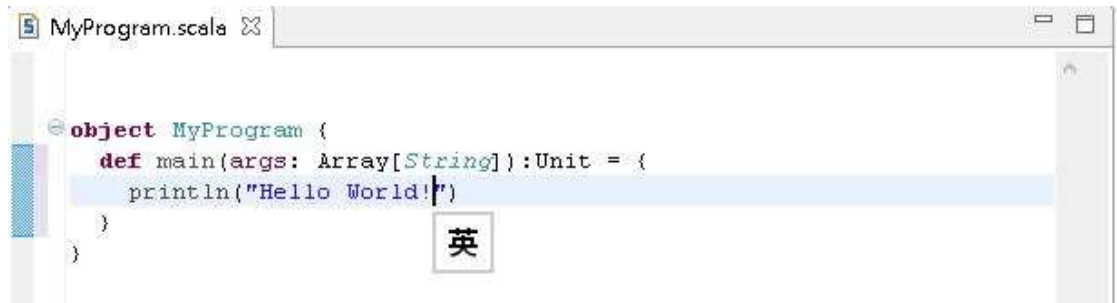 MyProgram.scala
object MyProgram {
def main(args: Array[String]):Unit = {
println("Hello World!")
}
英
}